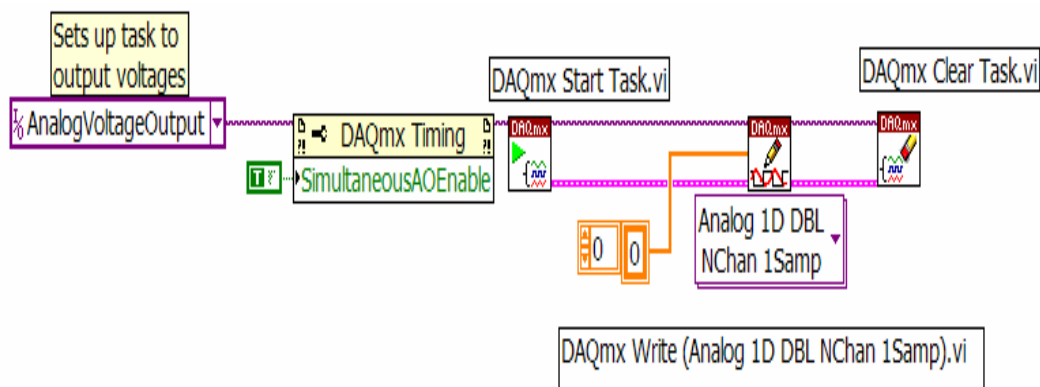 Sets up task to
output voltages
DAQmx Start Task.vi
DAQmx Clear Task.vi
I/O AnalogVoltageOutput
DAQmx Timing
?!
?!
DAQmx
DAQmx
DAQmx
T F
SimultaneousAOEnable
0
0
Analog 1D DBL
NChan 1Samp
DAQmx Write (Analog 1D DBL NChan 1Samp).vi